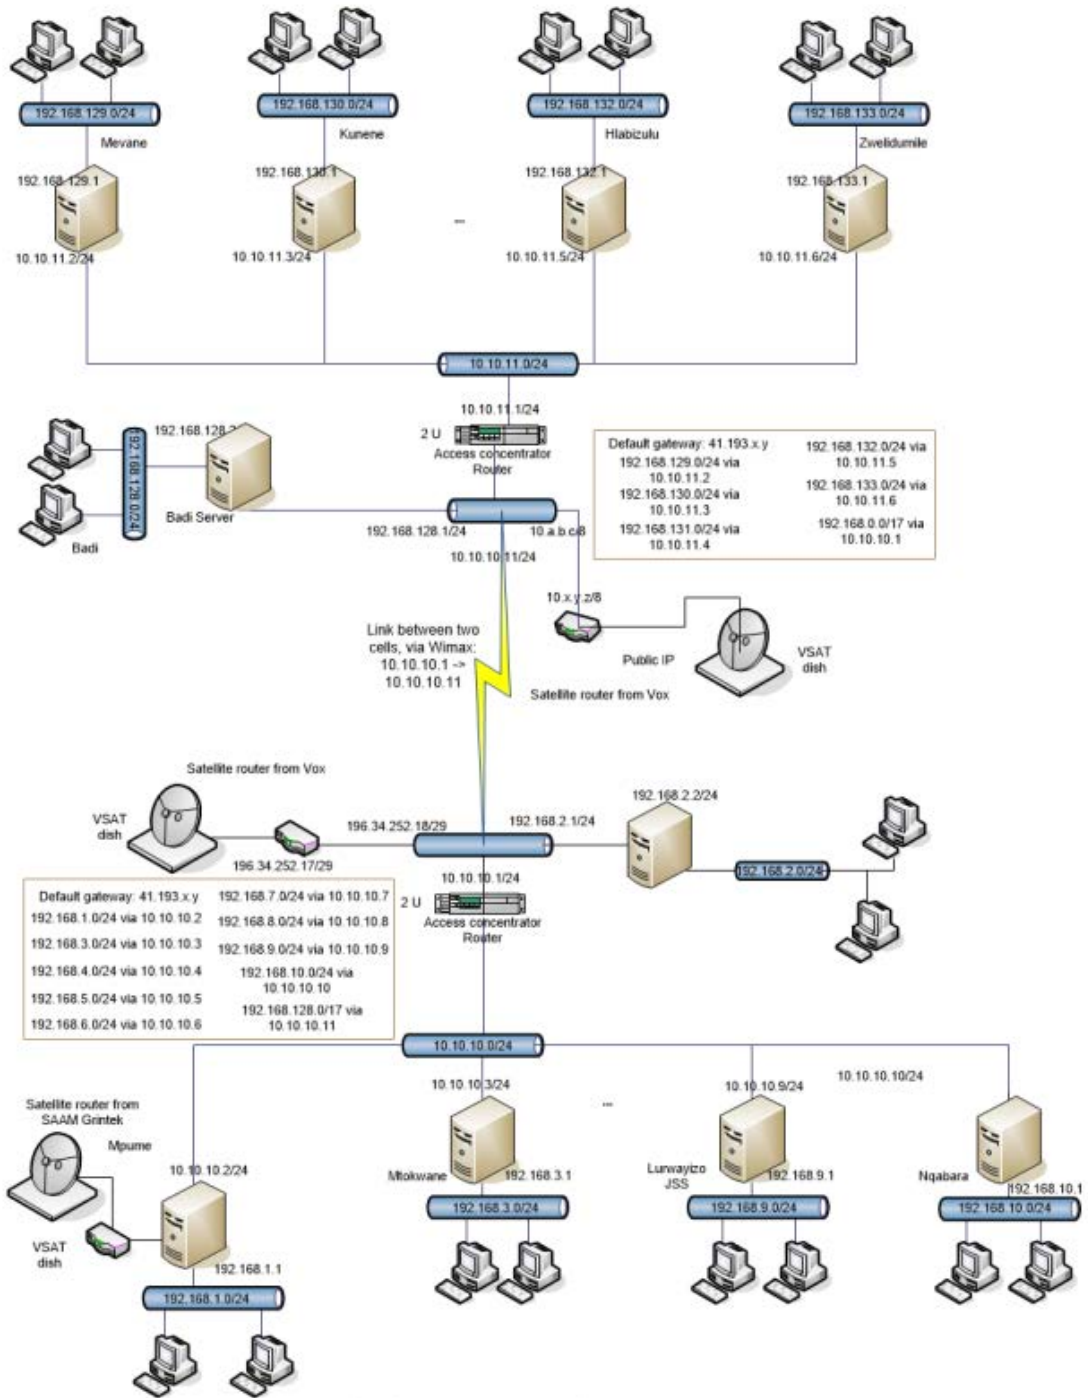 192.168.129.0/24
192.168.130.0/24
192.168.132.0/24
192.168.133.0/24
Mevane
Kunene
Hlabizulu
Zwelidumile
192.168.129.1
192.168.130.1
192.168.132.1
192.168.133.1
...
10.10.11.2/24
10.10.11.3/24
10.10.11.5/24
10.10.11.6/24
10.10.11.0/24
10.10.11.1/24
2 U
Access concentrator
Router
192.168.128.2
192.168.128.0/24
Badi Server
Badi
192.168.128.1/24
10.a.b.c/8
10.10.10.11/24
Default gateway: 41.193.x.y
192.168.129.0/24 via
10.10.11.2
192.168.130.0/24 via
10.10.11.3
192.168.131.0/24 via
10.10.11.4
192.168.132.0/24 via
10.10.11.5
192.168.133.0/24 via
10.10.11.6
192.168.0.0/17 via
10.10.10.1
10.x.y.z/8
Link between two
cells, via Wimax:
10.10.10.1 ->
10.10.10.11
Public IP
VSAT
dish
Satellite router from Vox
Satellite router from Vox
VSAT
dish
196.34.252.18/29
196.34.252.17/29
192.168.2.1/24
192.168.2.2/24
192.168.2.0/24
10.10.10.1/24
2 U
Access concentrator
Router
Default gateway: 41.193.x.y
192.168.1.0/24 via 10.10.10.2
192.168.3.0/24 via 10.10.10.3
192.168.4.0/24 via 10.10.10.4
192.168.5.0/24 via 10.10.10.5
192.168.6.0/24 via 10.10.10.6
192.168.7.0/24 via 10.10.10.7
192.168.8.0/24 via 10.10.10.8
192.168.9.0/24 via 10.10.10.9
192.168.10.0/24 via
10.10.10.10
192.168.128.0/17 via
10.10.10.11
10.10.10.0/24
10.10.10.3/24
10.10.10.9/24
10.10.10.10/24
...
Satellite router from
SAAM Grintek
Mpume
10.10.10.2/24
VSAT
dish
192.168.1.1
192.168.1.0/24
Mtokwane
192.168.3.1
192.168.3.0/24
Lurwayizo
JSS
192.168.9.1
192.168.9.0/24
Nqabara
192.168.10.1
192.168.10.0/24